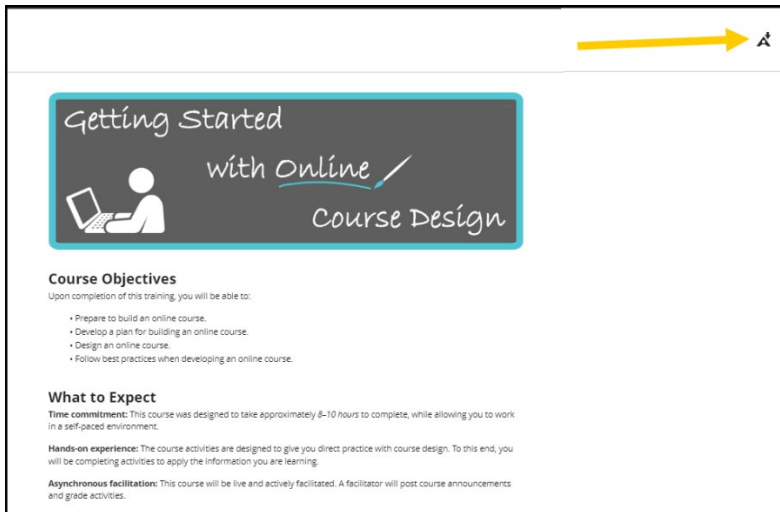 Getting Started
with Online
Course Design
Course Objectives
Upon completion of this training, you will be able to:
• Prepare to build an online course.
• Develop a plan for building an online course.
• Design an online course.
• Follow best practices when developing an online course.
What to Expect
Time commitment: This course was designed to take approximately 8–10 hours to complete, while allowing you to work
in a self-paced environment.
Hands-on experience: The course activities are designed to give you direct practice with course design. To this end, you
will be completing activities to apply the information you are learning.
Asynchronous facilitation: This course will be live and actively facilitated. A facilitator will post course announcements
and grade activities.